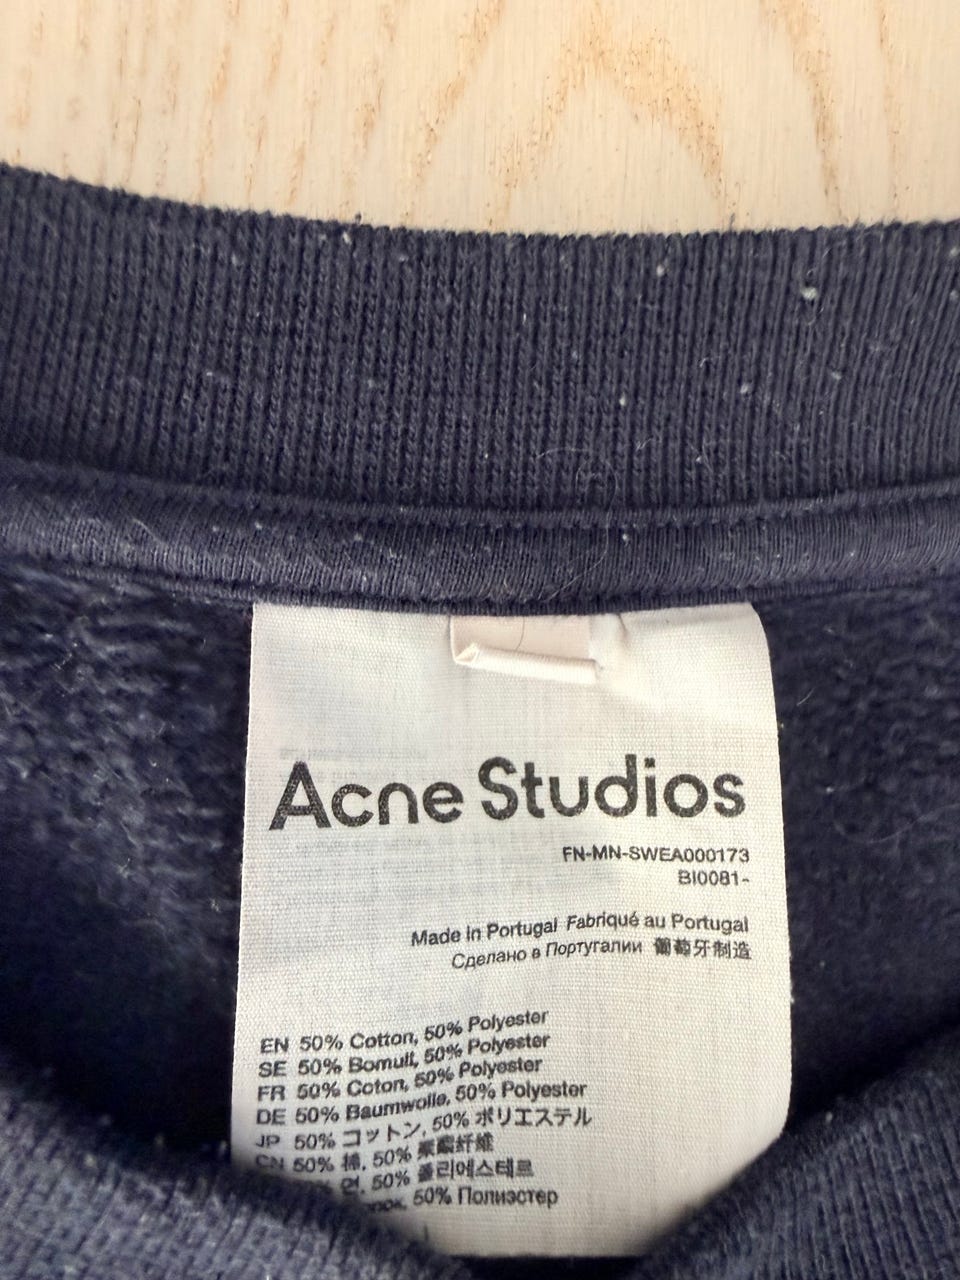 Acne Studios
FN-MN-SWEA000173
BI0081-
Made in Portugal Fabriqué au Portugal
Сделано в Португалии 葡萄牙制造
EN 50% Cotton, 50% Polyester
SE 50% Bomull, 50% Polyester
FR 50% Coton, 50% Polyester
DE 50% Baumwolle, 50% Polyester
JP 50% コットン, 50% ポリエステル
CN 50% 棉, 50% 聚酯纤维
면, 50% 폴리에스테르
50% Полиэстер